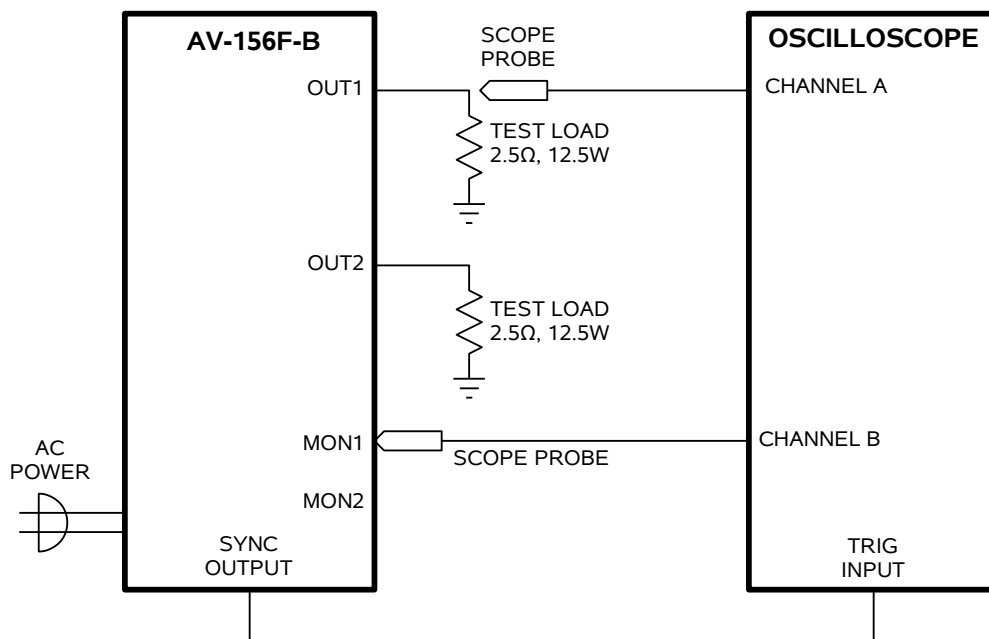 AV-156F-B
OUT1
SCOPE
PROBE
OSCILLOSCOPE
CHANNEL A
TEST LOAD
2.5Ω, 12.5W
OUT2
TEST LOAD
2.5Ω, 12.5W
MON1
SCOPE PROBE
CHANNEL B
AC
POWER
MON2
SYNC
OUTPUT
TRIG
INPUT